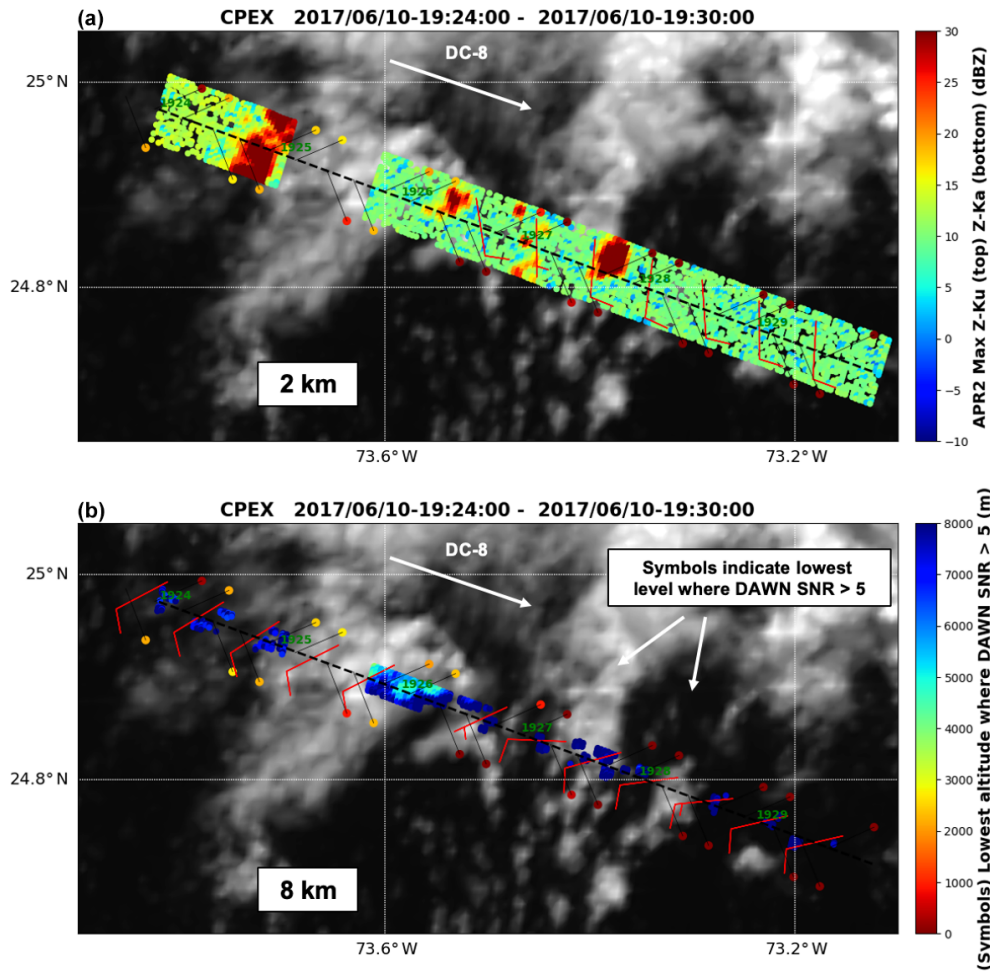 (a)
CPEX 2017/06/10-19:24:00 - 2017/06/10-19:30:00
DC-8
25° N
24.8° N
1924
1925
1926
1927
1928
1929
2 km
73.6° W
73.2° W
30
25
20
15
10
5
0
−5
−10
APR2 Max Z-Ku (top) Z-Ka (bottom) (dBZ)
(b)
CPEX 2017/06/10-19:24:00 - 2017/06/10-19:30:00
DC-8
Symbols indicate lowest
level where DAWN SNR > 5
25° N
24.8° N
1924
1925
1926
1927
1928
1929
8 km
73.6° W
73.2° W
8000
7000
6000
5000
4000
3000
2000
1000
0
(Symbols) Lowest altitude where DAWN SNR > 5 (m)